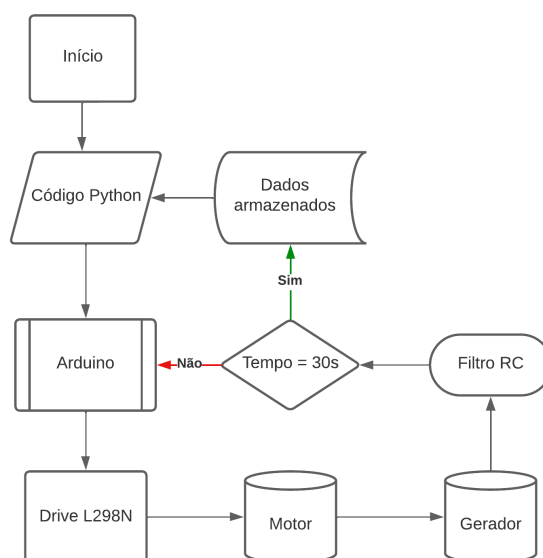 Início
Código Python
Dados
armazenados
Sim
Arduino
Não
Tempo = 30s
Filtro RC
Drive L298N
Motor
Gerador